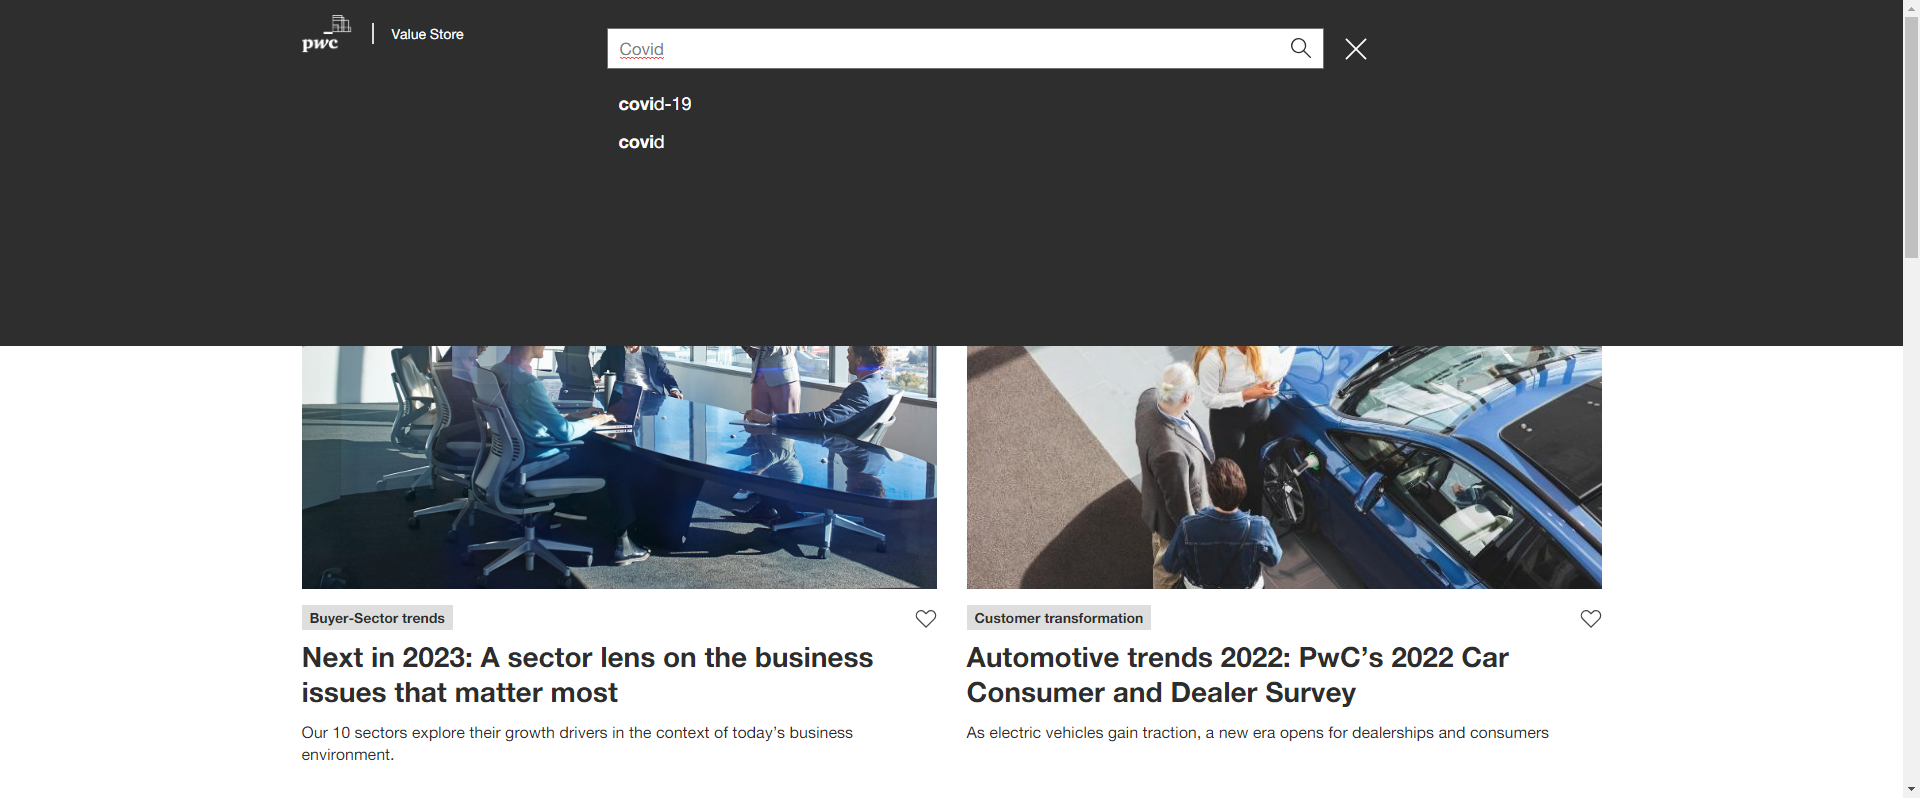 pwc
Value Store
Covid
covid-19
covid
Buyer-Sector trends
Next in 2023: A sector lens on the business
issues that matter most
Our 10 sectors explore their growth drivers in the context of today’s business
environment.
Customer transformation
Automotive trends 2022: PwC’s 2022 Car
Consumer and Dealer Survey
As electric vehicles gain traction, a new era opens for dealerships and consumers